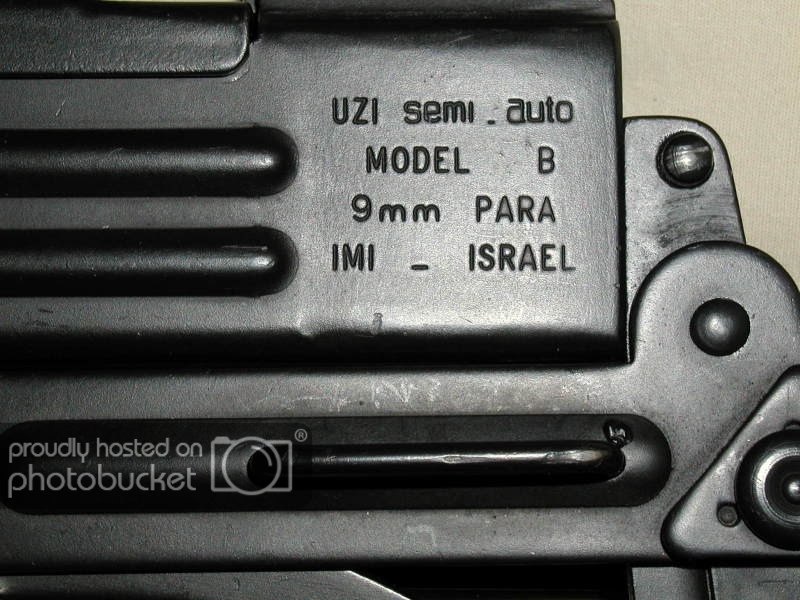 UZI semi - auto
MODEL B
9mm PARA
IMI - ISRAEL
proudly hosted on
photobucket
®